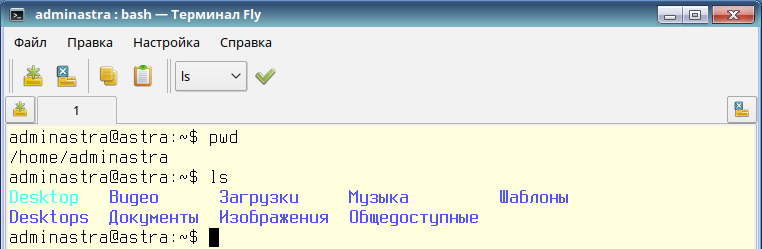 adminastra : bash — Терминал Fly
Файл Правка Настройка Справка
ls
1
adminastra@astra:~$ pwd
/home/adminastra
adminastra@astra:~$ ls
Desktop Видео Загрузки Музыка Шаблоны
Desktops Документы Изображения Общедоступные
adminastra@astra:~$